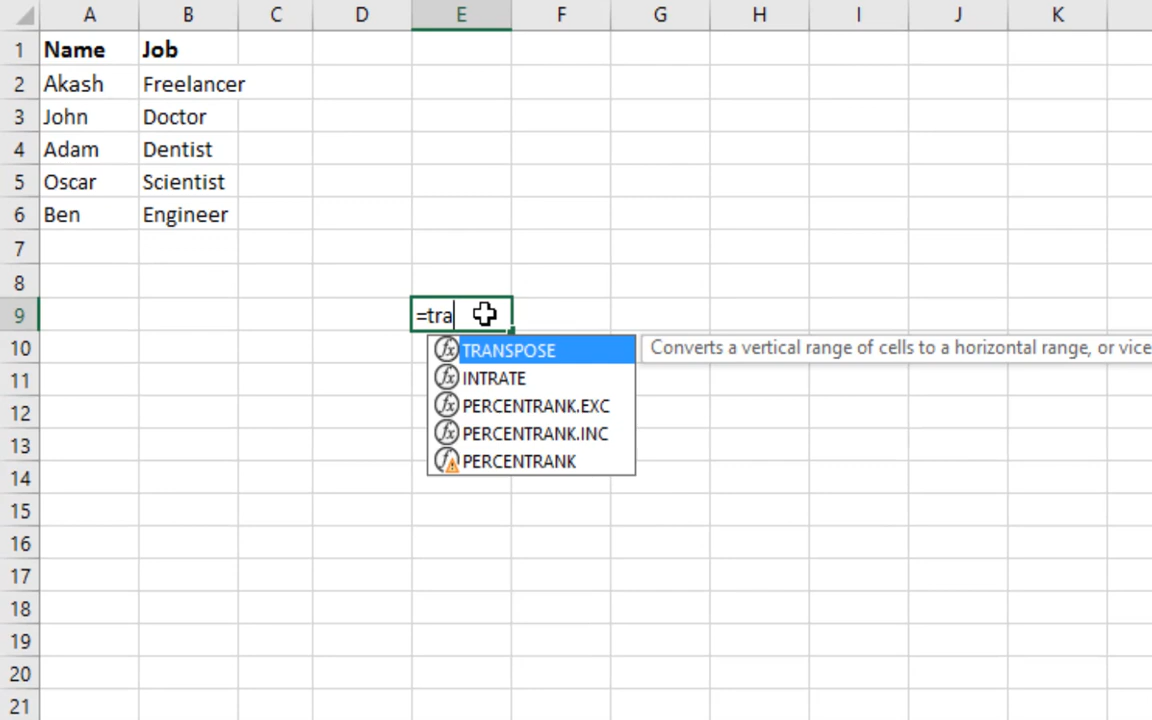 A B C D E F G H I J K
1 Name Job
2 Akash Freelancer
3 John Doctor
4 Adam Dentist
5 Oscar Scientist
6 Ben Engineer
7
8
9 =tra
10 TRANSPOSE Converts a vertical range of cells to a horizontal range, or vice
11 INTRATE
12 PERCENTRANK.EXC
13 PERCENTRANK.INC
14 PERCENTRANK
15
16
17
18
19
20
21